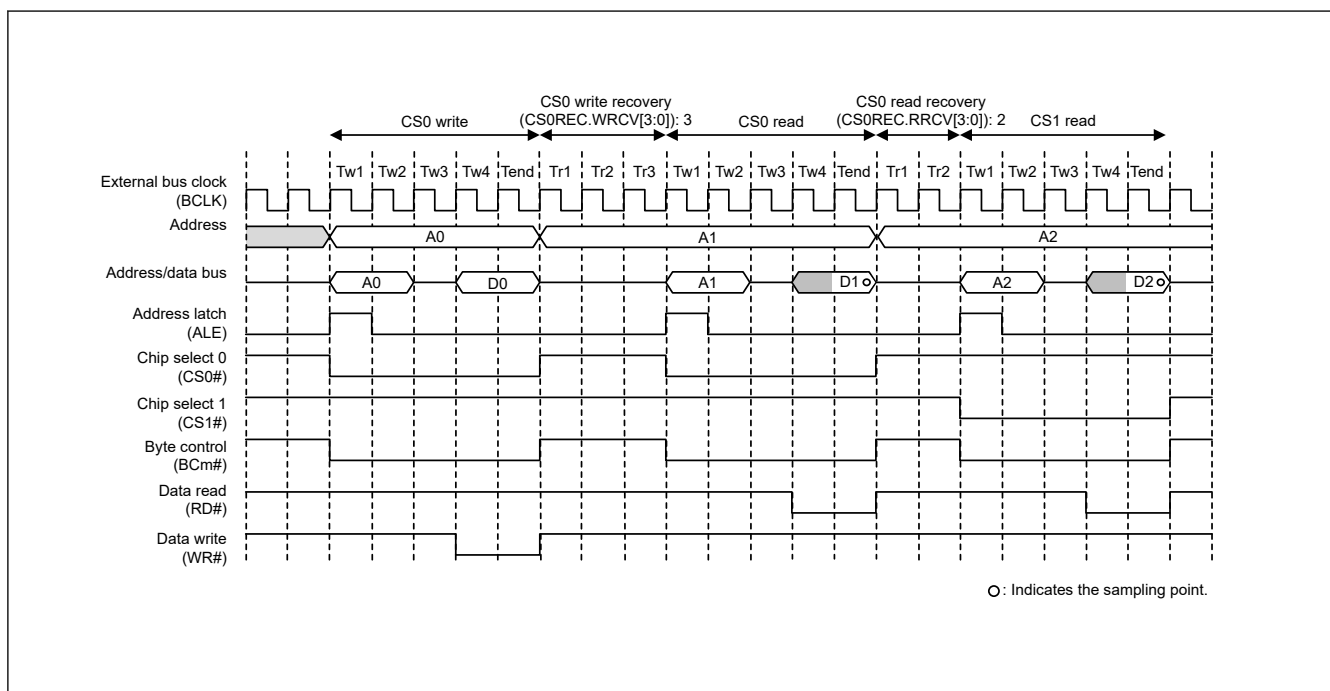 CS0 write recovery
(CS0REC.WRCV[3:0]): 3
CS0 read recovery
(CS0REC.RRCV[3:0]): 2
CS0 write
CS0 read
CS1 read
Tw1 Tw2 Tw3 Tw4 Tend Tr1 Tr2 Tr3 Tw1 Tw2 Tw3 Tw4 Tend Tr1 Tr2 Tw1 Tw2 Tw3 Tw4 Tend
External bus clock
(BCLK)
Address
A0 A1 A2
Address/data bus
A0 D0 A1 D1 A2 D2
Address latch
(ALE)
Chip select 0
(CS0#)
Chip select 1
(CS1#)
Byte control
(BCm#)
Data read
(RD#)
Data write
(WR#)
: Indicates the sampling point.